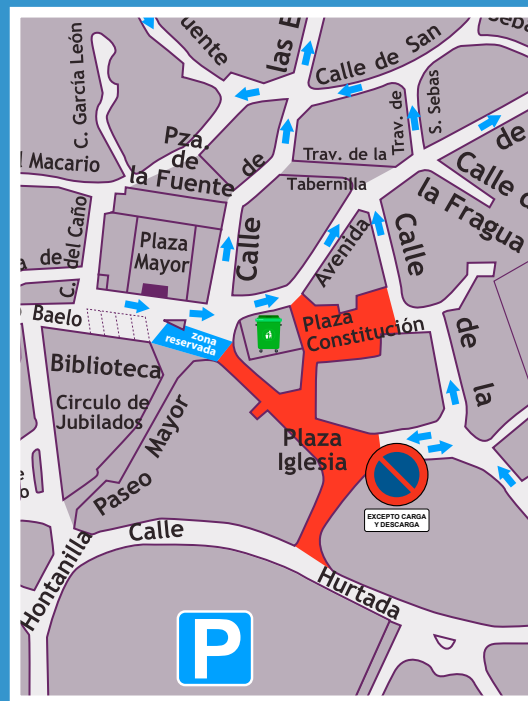 las
Calle de San
C. García León
uente
Pza.
de
la Fuente
de
Trav. de la
Tabernilla
Trav. de
S. Sebas
de
Macario
Calle
la Fragua
C. del Caño
de
Plaza
Mayor
Calle
Avenida
Calle
de
la
Baelo
zona
reservada
Plaza
Constitución
Biblioteca
Circulo de
Jubilados
Paseo
Mayor
Plaza
Iglesia
EXCEPTO CARGA
Y DESCARGA
Calle
Hurtada
Hontanilla
P